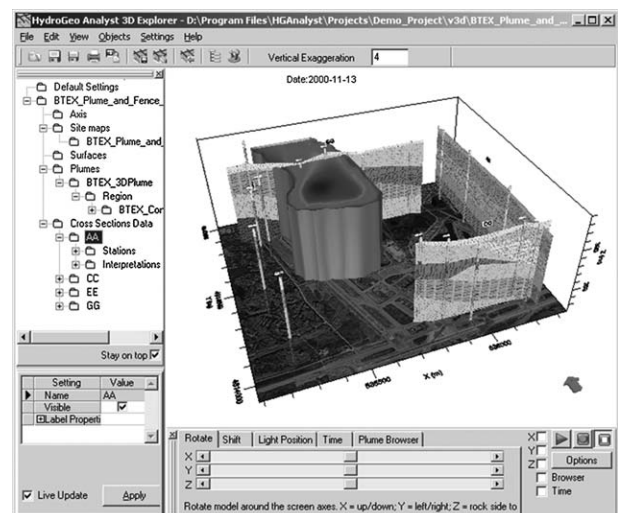 HydroGeo Analyst 3D Explorer - D:\Program Files\HGAnalyst\Projects\Demo_Project\v3d\BTEX_Plume_and_...
File Edit View Objects Settings Help
Vertical Exaggeration 4
Default Settings
BTEX_Plume_and_Fence_
Axis
Site maps
BTEX_Plume_and_
Surfaces
Plumes
BTEX_3DPlume
Region
BTEX_Cor
Cross Sections Data
AA
Stations
Interpretations
CC
EE
GG
Stay on top
Setting Value
Name AA
Visible
Label Properti
Live Update Apply
Date:2000-11-13
X (m)
Rotate Shift Light Position Time Plume Browser
X
Y
Z
Rotate model around the screen axes. X = up/down; Y = left/right; Z = rock side to
X
Y
Z
Options
Browser
Time